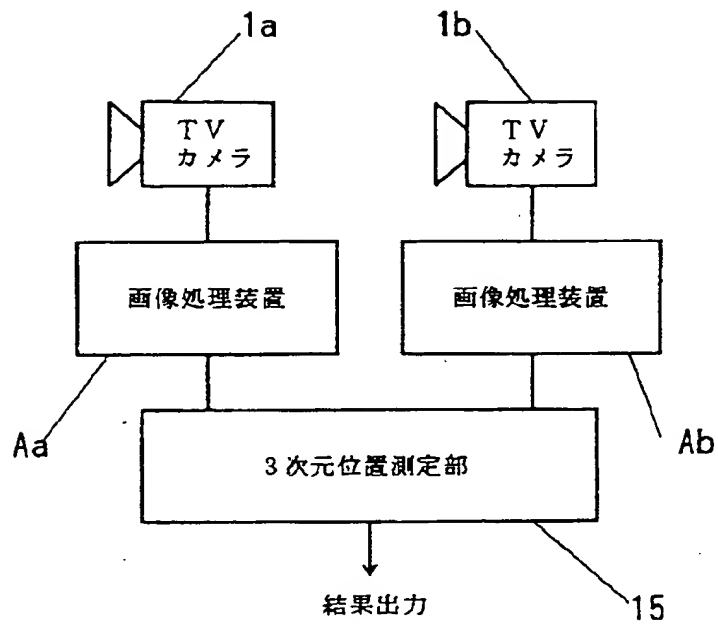 1a
1b
TV
カメラ
TV
カメラ
画像処理装置
画像処理装置
Aa
Ab
3次元位置測定部
結果出力
15